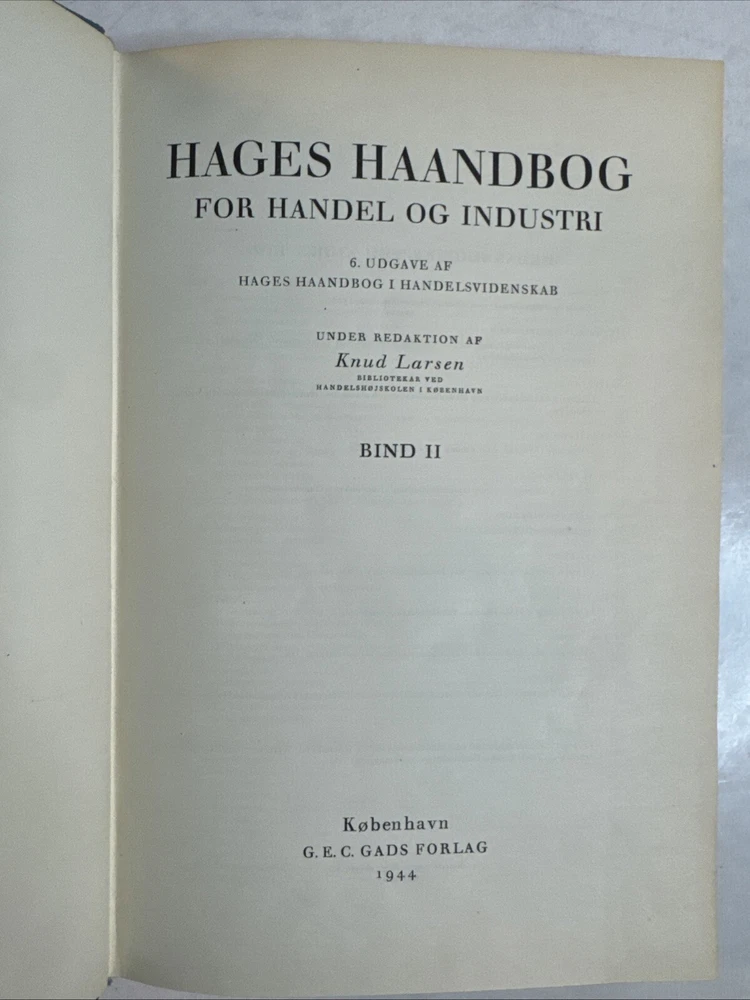 HAGES HAANDBOG
FOR HANDEL OG INDUSTRI
6. UDGAVE AF
HAGES HAANDBOG I HANDELSVIDENSKAB
UNDER REDAKTION AF
Knud Larsen
BIBLIOTEKAR VED
HANDELSHØJSKOLEN I KØBENHAVN
BIND II
København
G. E. C. GADS FORLAG
1944